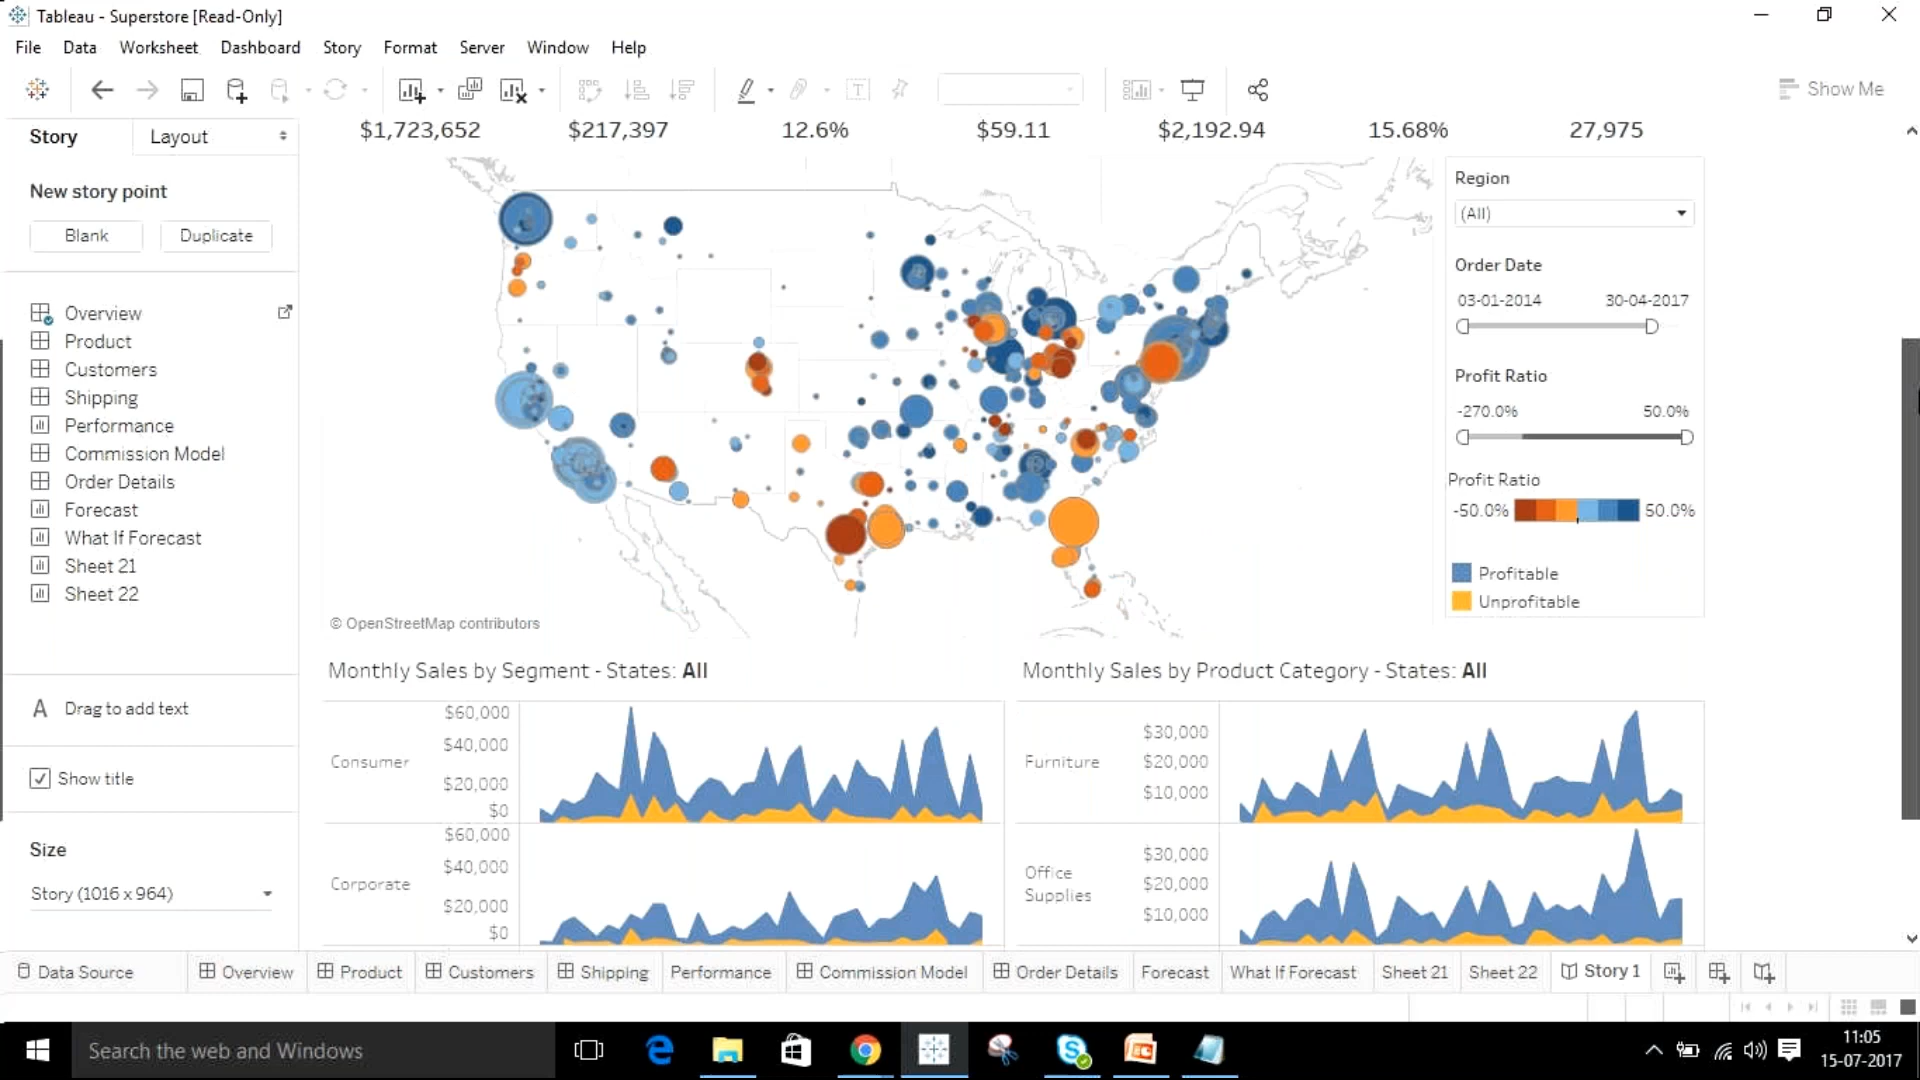 Tableau - Superstore [Read-Only]
File Data Worksheet Dashboard Story Format Server Window Help
Show Me
Story Layout
$1,723,652 $217,397 12.6% $59.11 $2,192.94 15.68% 27,975
New story point
Blank Duplicate
Overview
Product
Customers
Shipping
Performance
Commission Model
Order Details
Forecast
What If Forecast
Sheet 21
Sheet 22
A Drag to add text
Show title
Size
Story (1016 x 964)
Region
(All)
Order Date
03-01-2014 30-04-2017
Profit Ratio
-270.0% 50.0%
Profit Ratio
-50.0% 50.0%
Profitable
Unprofitable
© OpenStreetMap contributors
Monthly Sales by Segment - States: All
Consumer
$60,000
$40,000
$20,000
$0
Corporate
$60,000
$40,000
$20,000
$0
Monthly Sales by Product Category - States: All
Furniture
$30,000
$20,000
$10,000
Office
Supplies
$30,000
$20,000
$10,000
Data Source Overview Product Customers Shipping Performance Commission Model Order Details Forecast What If Forecast Sheet 21 Sheet 22 Story 1
Search the web and Windows
11:05
15-07-2017